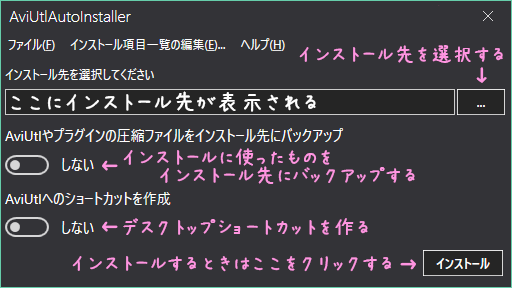 AviUtlAutoInstaller
ファイル(F) インストール項目一覧の編集(E)... ヘルプ(H)
インストール先を選択する
↓
インストール先を選択してください
ここにインストール先が表示される ...
AviUtlやプラグインの圧縮ファイルをインストール先にバックアップ
しない ←インストールに使ったものを
インストール先にバックアップする
AviUtlへのショートカットを作成
しない ←デスクトップショートカットを作る
インストールするときはここをクリックする → インストール